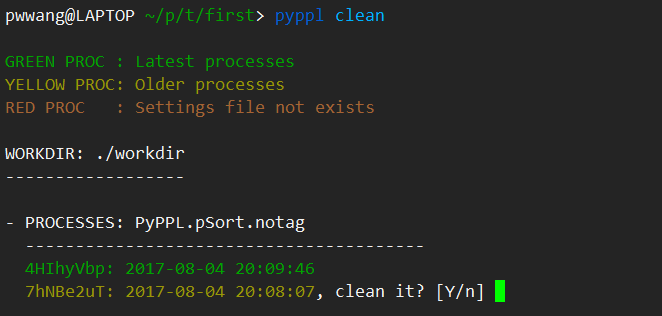 pwwang@LAPTOP ~/p/t/first> pyppl clean
GREEN PROC : Latest processes
YELLOW PROC: Older processes
RED PROC   : Settings file not exists
WORKDIR: ./workdir
------------------
- PROCESSES: PyPPL.pSort.notag
----------------------------------------
4HIhyVbp: 2017-08-04 20:09:46
7hNBe2uT: 2017-08-04 20:08:07, clean it? [Y/n]